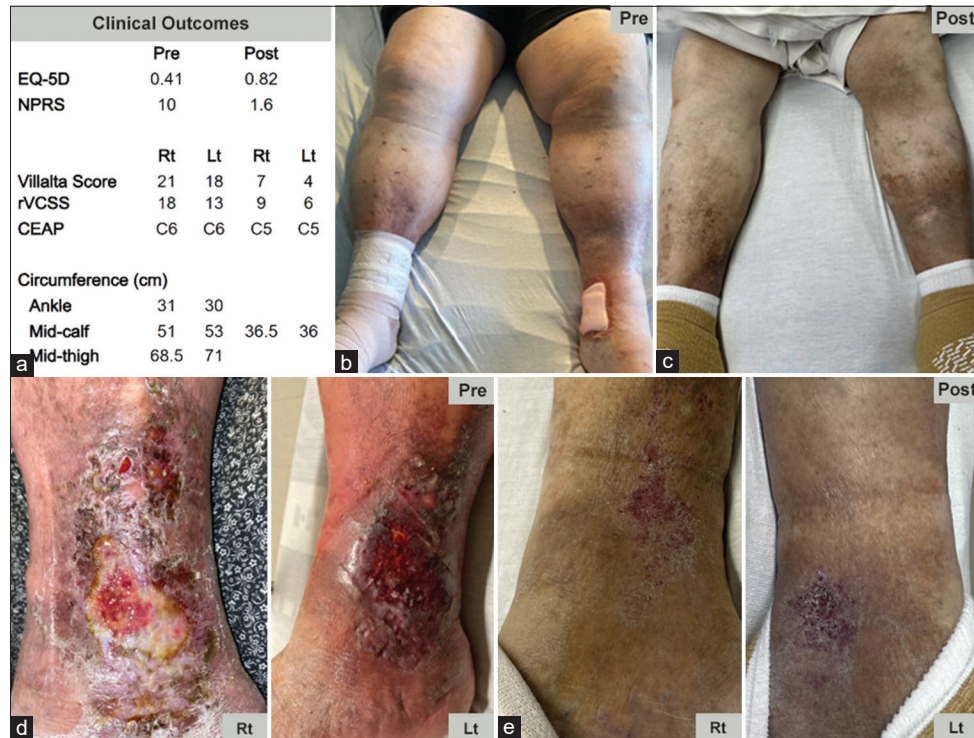 Clinical Outcomes
Pre Post
EQ-5D 0.41 0.82
NPRS 10 1.6
Rt Lt Rt Lt
Villalta Score 21 18 7 4
rVCSS 18 13 9 6
CEAP C6 C6 C5 C5
Circumference (cm)
Ankle 31 30
Mid-calf 51 53 36.5 36
Mid-thigh 68.5 71
a
Pre
b
Post
c
Pre
d
Rt
Lt
Post
e
Rt
Lt